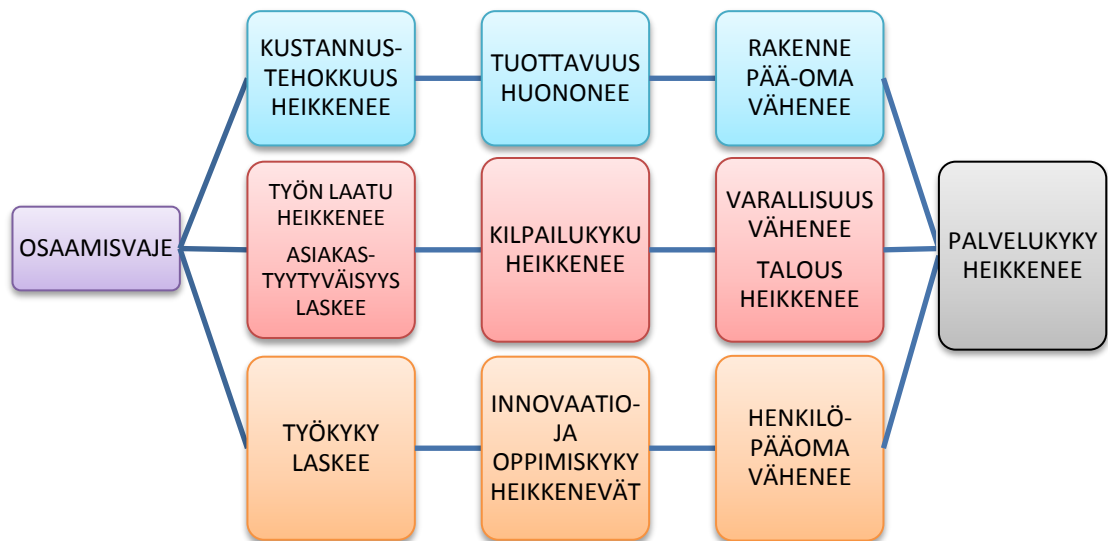 OSAAMISVAJE
KUSTANNUS-
TEHOKKUUS
HEIKKENEE
TUOTTAVUUS
HUONONEE
RAKENNE
PÄÄ-OMA
VÄHENEE
TYÖN LAATU
HEIKKENEE
ASIAKAS-
TYYTYVÄISYYS
LASKEE
KILPAILUKYKU
HEIKKENEE
VARALLISUUS
VÄHENEE
TALOUS
HEIKKENEE
TYÖKYKY
LASKEE
INNOVAATIO-
JA
OPPIMISKYKY
HEIKKENEVÄT
HENKILÖ-
PÄÄOMA
VÄHENEE
PALVELUKYKY
HEIKKENEE